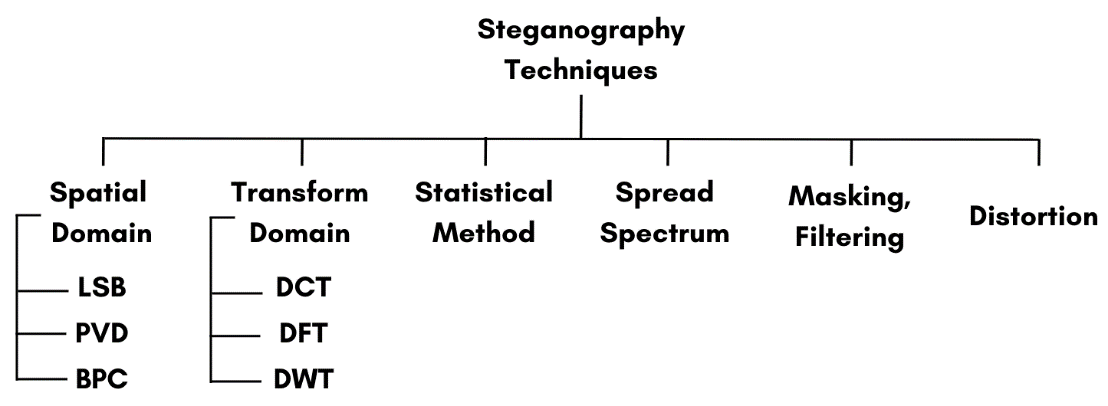 Steganography
Techniques
Spatial
Domain
LSB
PVD
BPC
Transform
Domain
DCT
DFT
DWT
Statistical
Method
Spread
Spectrum
Masking,
Filtering
Distortion